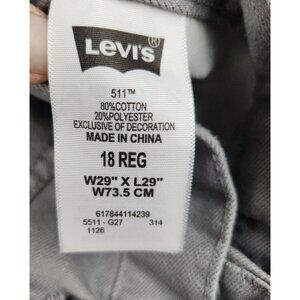 LEVI'S ®
511™
80%COTTON
20%POLYESTER
EXCLUSIVE OF DECORATION
MADE IN CHINA
18 REG
W29" X L29"
W73.5 CM
617844114239
5511 - G27 314
1126